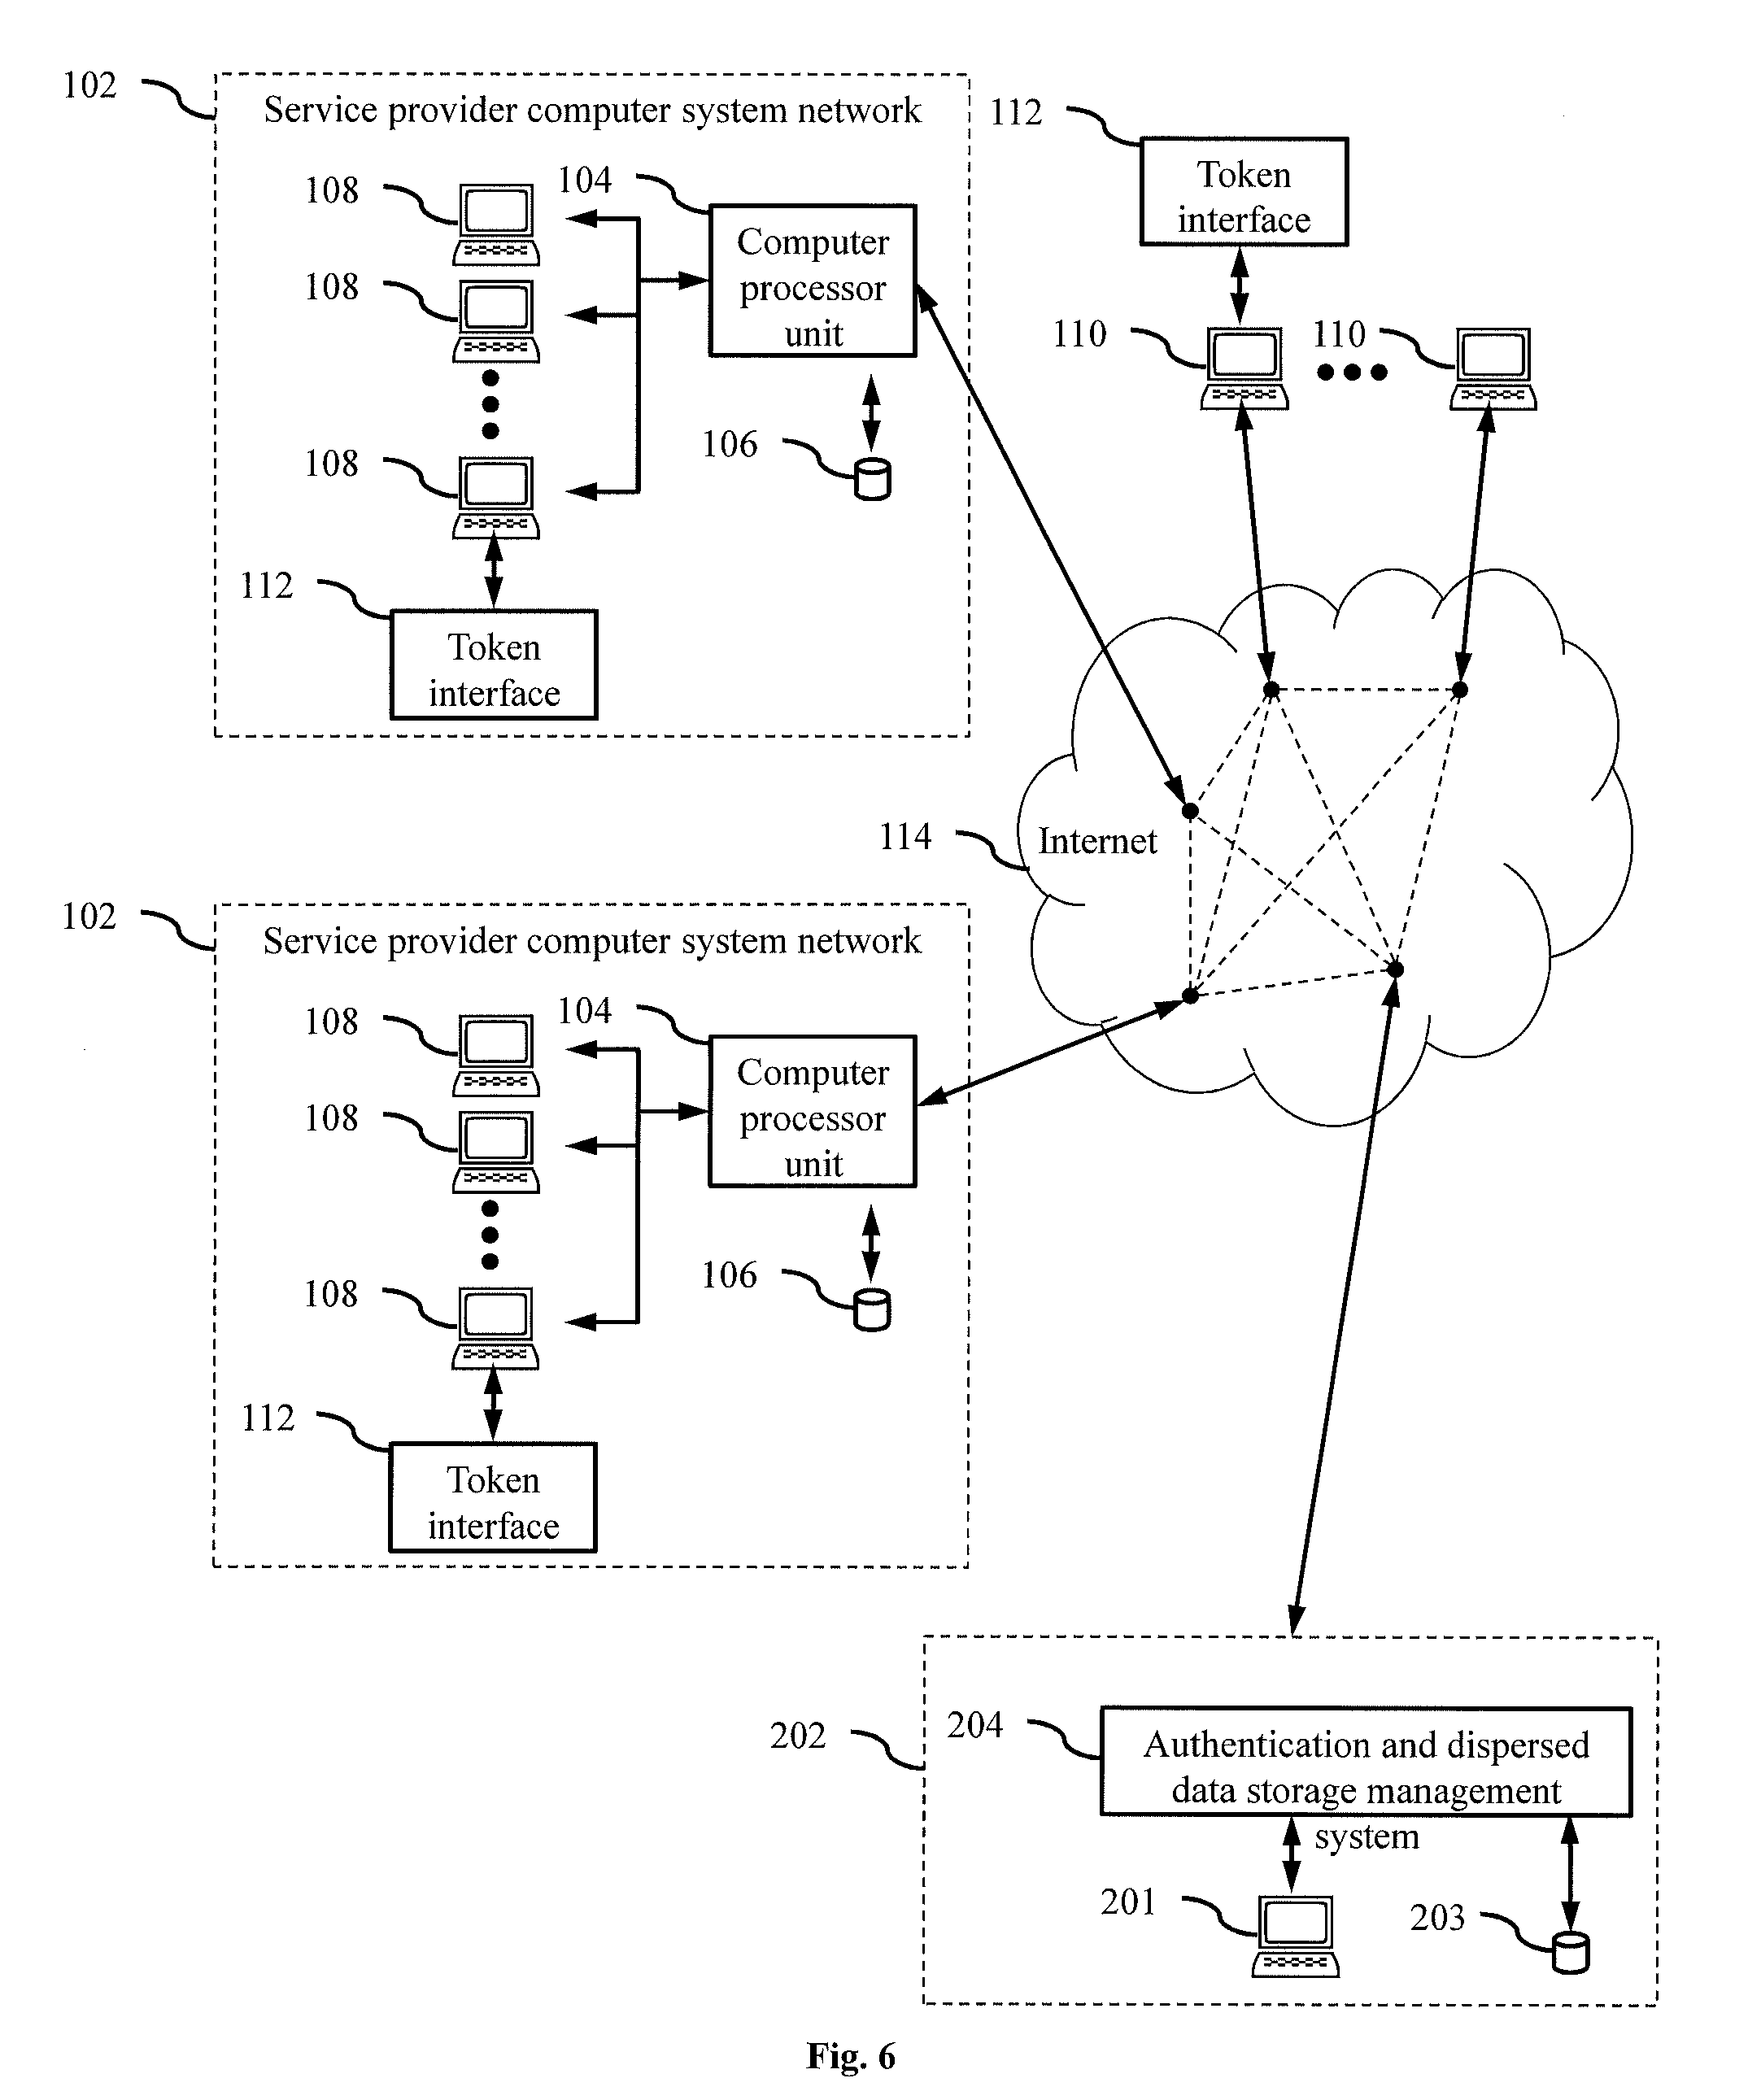 102
Service provider computer system network
108
104
Computer
processor
unit
108
106
108
112
Token
interface
112
Token
interface
110
110
114
Internet
102
Service provider computer system network
108
104
Computer
processor
unit
108
106
108
112
Token
interface
202
204
Authentication and dispersed
data storage management
system
201
203
Fig. 6